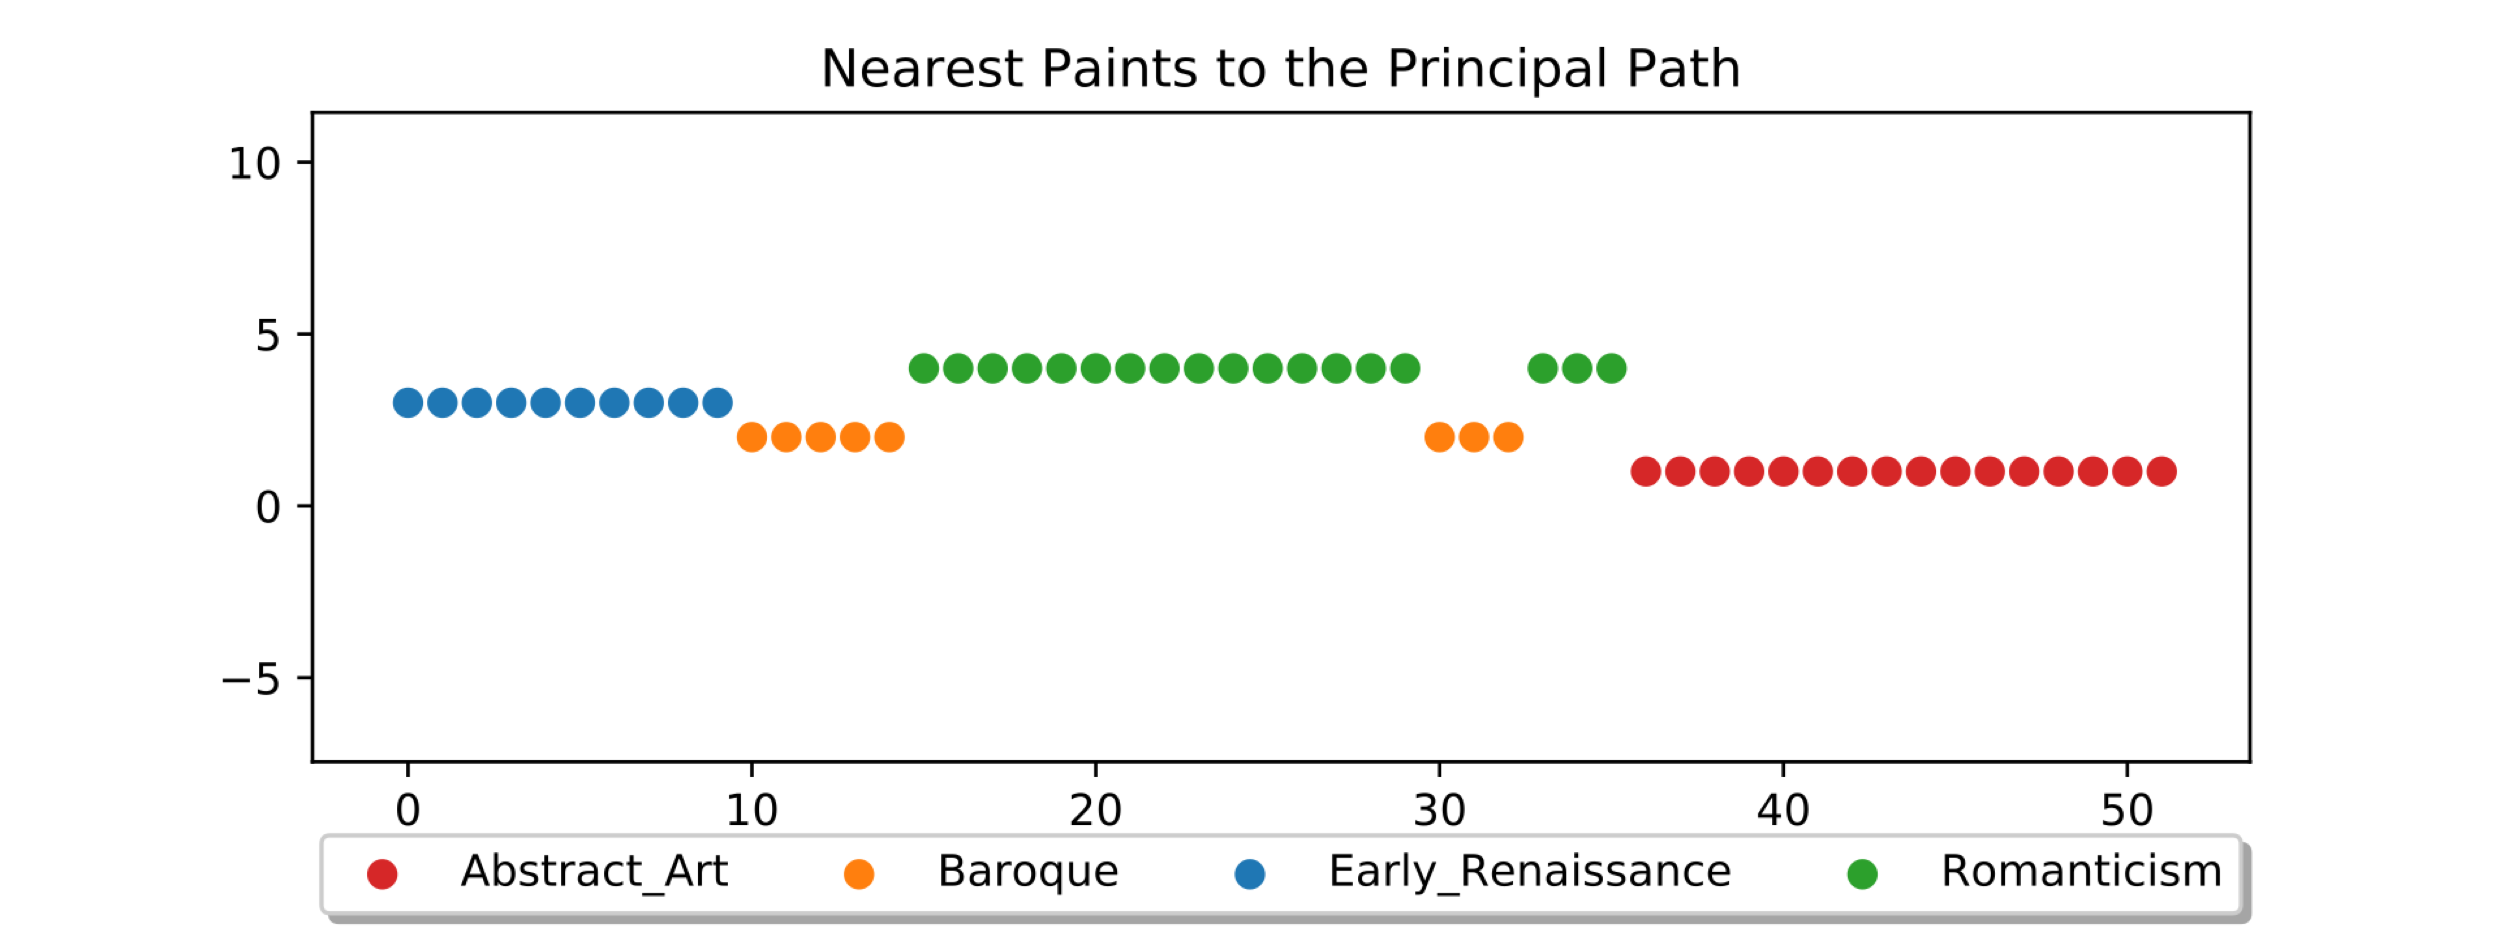 Nearest Paints to the Principal Path
10
5
0
−5
0 10 20 30 40 50
Abstract_Art Baroque Early_Renaissance Romanticism